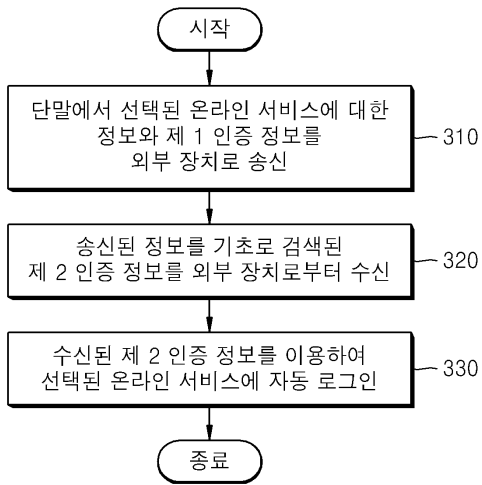 시작
단말에서 선택된 온라인 서비스에 대한
정보와 제 1 인증 정보를
외부 장치로 송신
310
송신된 정보를 기초로 검색된
제 2 인증 정보를 외부 장치로부터 수신
320
수신된 제 2 인증 정보를 이용하여
선택된 온라인 서비스에 자동 로그인
330
종료